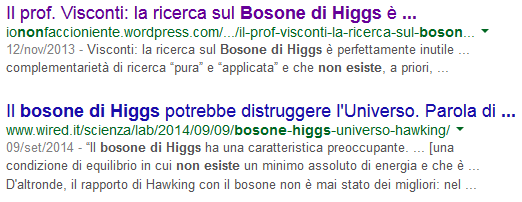 Il prof. Visconti: la ricerca sul Bosone di Higgs è ...
iononfaccioniente.wordpress.com/.../il-prof-visconti-la-ricerca-sul-boson...
12/nov/2013 - Visconti: la ricerca sul Bosone di Higgs è perfettamente inutile ...
complementarietà di ricerca “pura” e “applicata” e che non esiste, a priori, ...
Il bosone di Higgs potrebbe distruggere l'Universo. Parola di ...
www.wired.it/scienza/lab/2014/09/09/bosone-higgs-universo-hawking/
09/set/2014 - “Il bosone di Higgs ha una caratteristica preoccupante. ... [una
condizione di equilibrio in cui non esiste un minimo assoluto di energia e che è ...
D'altronde, il rapporto di Hawking con il bosone non è mai stato dei migliori: nel ...